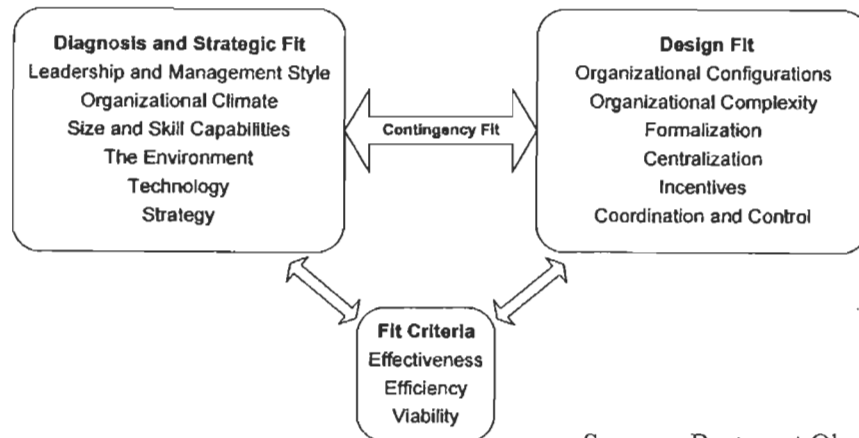 Diagnosis and Strategic Fit
Leadership and Management Style
Organizational Climate
Size and Skill Capabilities
The Environment
Technology
Strategy
Contingency Fit
Design Fit
Organizational Configurations
Organizational Complexity
Formalization
Centralization
Incentives
Coordination and Control
Fit Criteria
Effectiveness
Efficiency
Viability